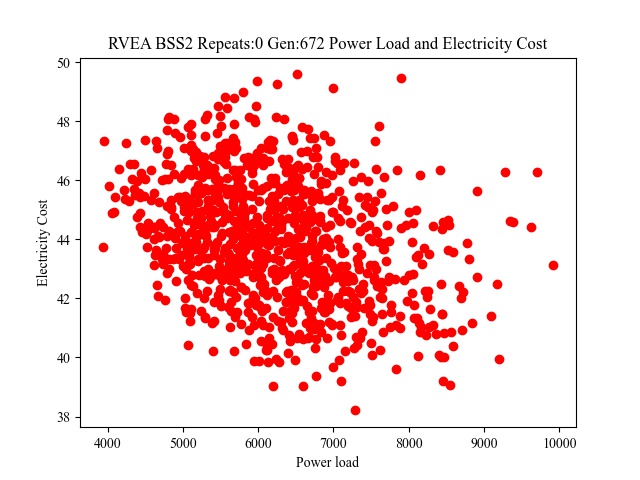 RVEA BSS2 Repeats:0 Gen:672 Power Load and Electricity Cost
50
48
46
44
42
40
38
Electricity Cost
4000 5000 6000 7000 8000 9000 10000
Power load